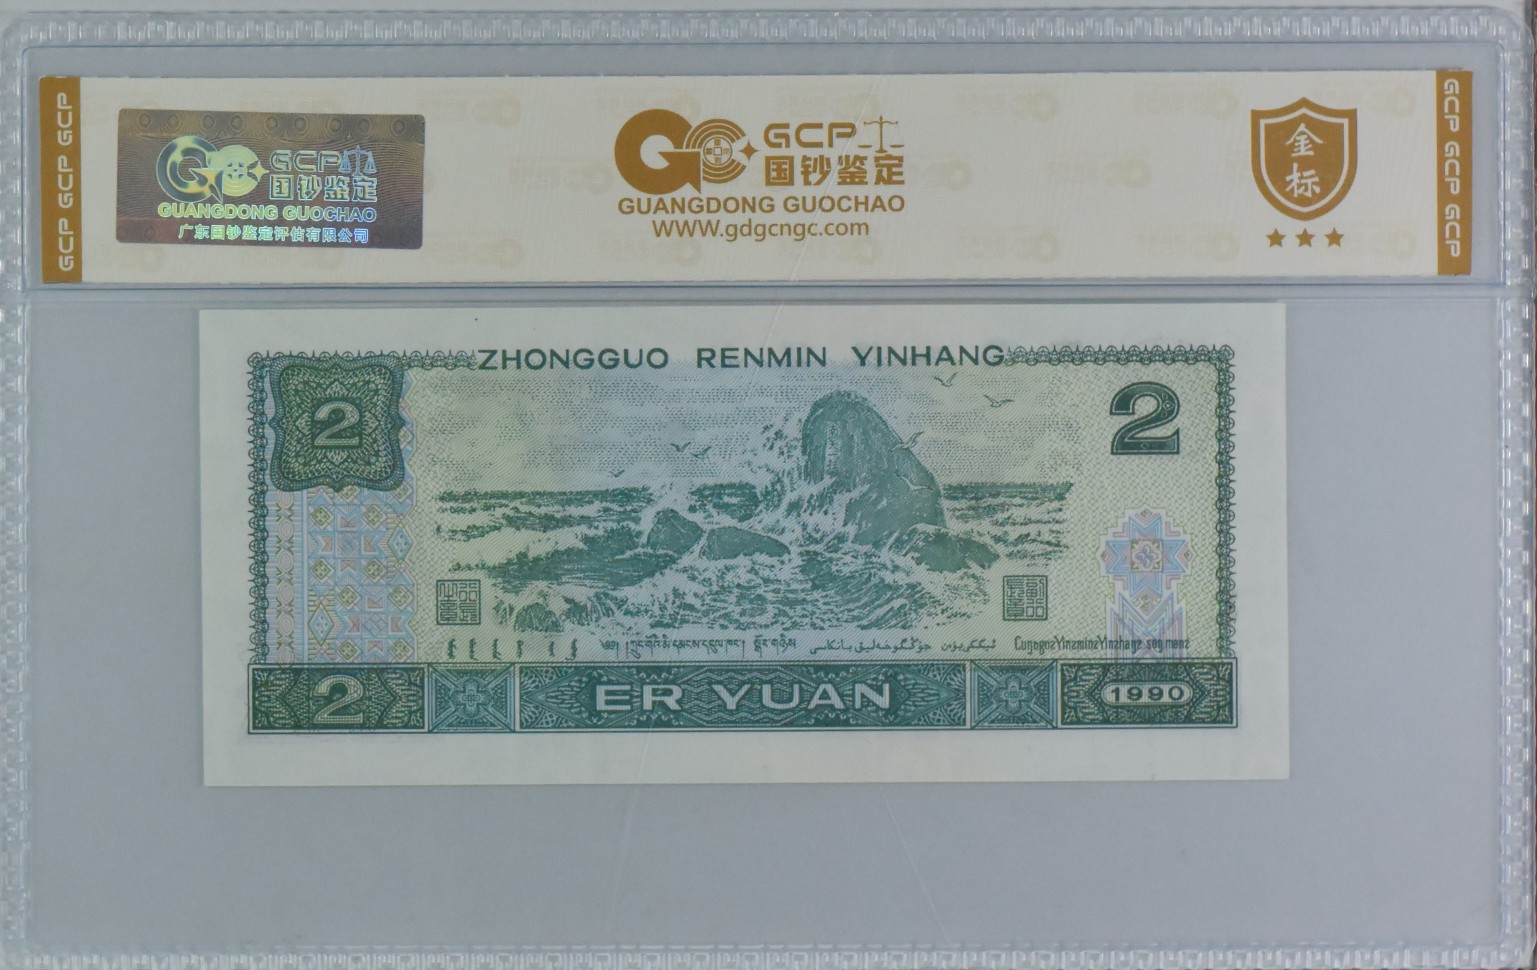 GCP GCP GCP
GCP
国钞鉴定
GUANGDONG GUOCHAO
广东国钞鉴定评估有限公司
GCP
国钞鉴定
GUANGDONG GUOCHAO
WWW.gdgcngc.com
金标
GCP GCP GCP
ZHONGGUO RENMIN YINHANG
2
2
2
ER YUAN
1990